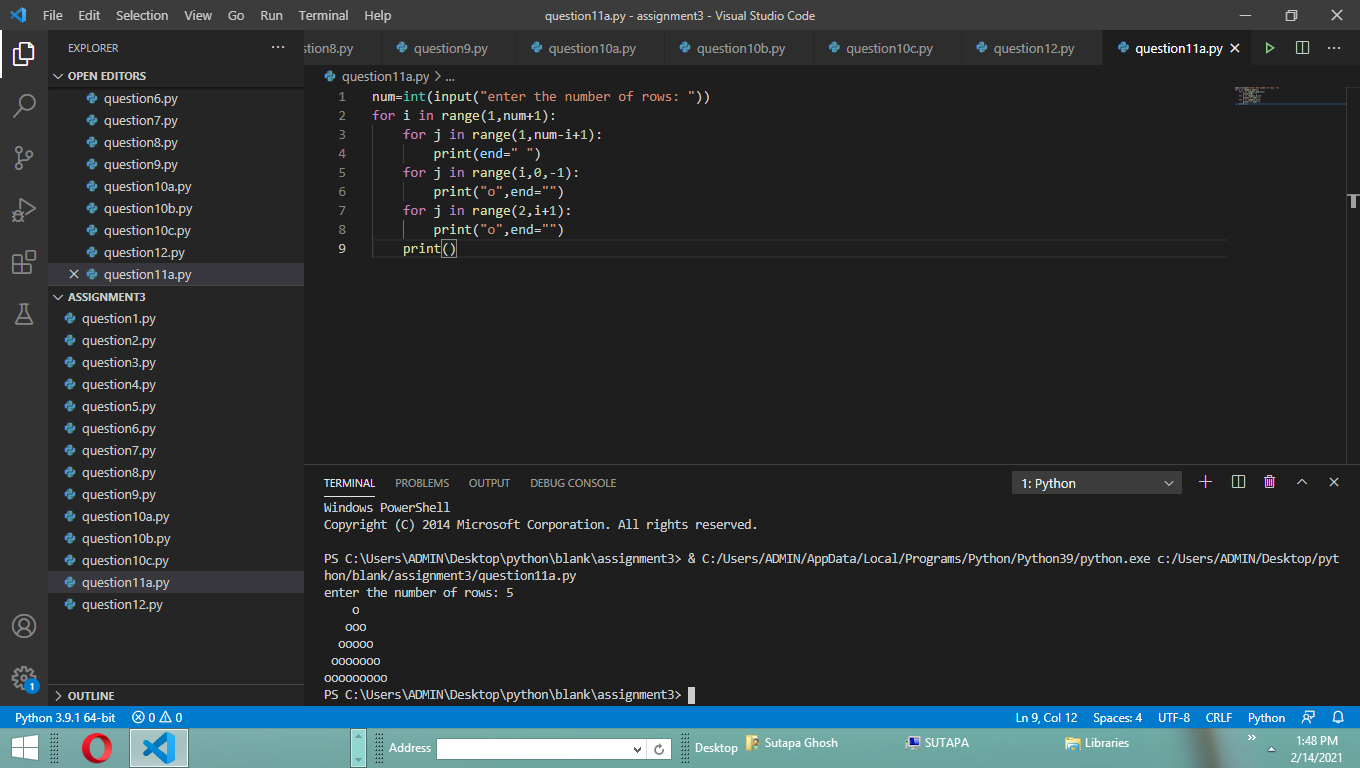 File Edit Selection View Go Run Terminal Help question11a.py - assignment3 - Visual Studio Code
EXPLORER ···
OPEN EDITORS
question6.py
question7.py
question8.py
question9.py
question10a.py
question10b.py
question10c.py
question12.py
question11a.py
ASSIGNMENT3
question1.py
question2.py
question3.py
question4.py
question5.py
question6.py
question7.py
question8.py
question9.py
question10a.py
question10b.py
question10c.py
question11a.py
question12.py
OUTLINE
stion8.py question9.py question10a.py question10b.py question10c.py question12.py question11a.py
question11a.py > ...
1 num=int(input("enter the number of rows: "))
2 for i in range(1,num+1):
3     for j in range(1,num-i+1):
4         print(end=" ")
5     for j in range(i,0,-1):
6         print("o",end="")
7     for j in range(2,i+1):
8         print("o",end="")
9     print()
TERMINAL PROBLEMS OUTPUT DEBUG CONSOLE 1: Python
Windows PowerShell
Copyright (C) 2014 Microsoft Corporation. All rights reserved.
PS C:\Users\ADMIN\Desktop\python\blank\assignment3> & C:/Users/ADMIN/AppData/Local/Programs/Python/Python39/python.exe c:/Users/ADMIN/Desktop/pyt
hon/blank/assignment3/question11a.py
enter the number of rows: 5
    o
   ooo
  ooooo
 ooooooo
ooooooooo
PS C:\Users\ADMIN\Desktop\python\blank\assignment3>
1
Python 3.9.1 64-bit 0 0 Ln 9, Col 12 Spaces: 4 UTF-8 CRLF Python
Address Desktop Sutapa Ghosh SUTAPA Libraries 1:48 PM
2/14/2021